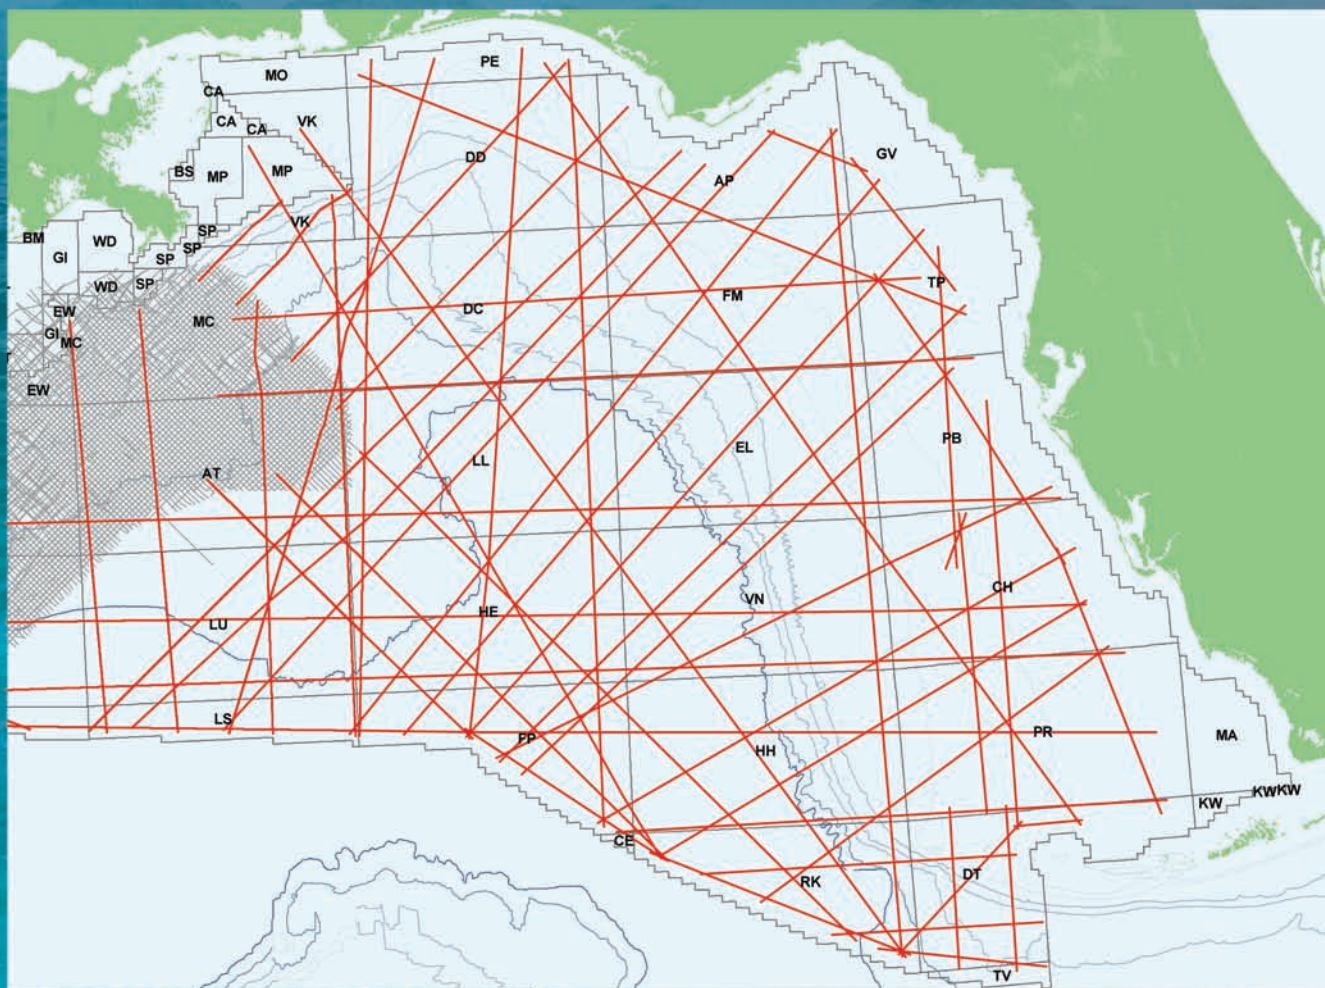 PE
MO
CA
CA
CA
VK
DD
GV
BS
MP
MP
AP
VK
SP
BM
WD
SP
GI
SP
TP
WD
SP
FM
DC
EW
MC
GI
MC
EW
PB
EL
LL
AT
CH
VN
HE
LU
LS
PR
MA
HH
KW
KW
KW
CE
DT
RK
TV